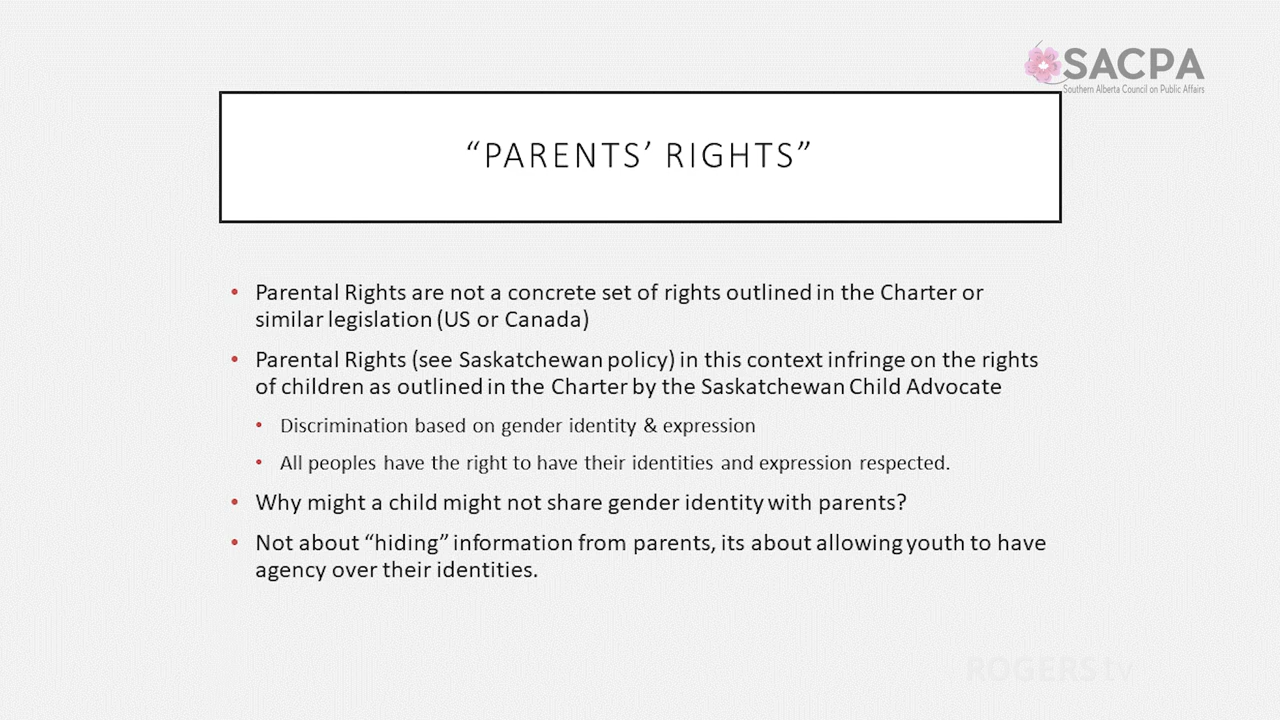 SACPA
Southern Alberta Council on Public Affairs
“PARENTS’ RIGHTS”
• Parental Rights are not a concrete set of rights outlined in the Charter or
similar legislation (US or Canada)
• Parental Rights (see Saskatchewan policy) in this context infringe on the rights
of children as outlined in the Charter by the Saskatchewan Child Advocate
• Discrimination based on gender identity & expression
• All peoples have the right to have their identities and expression respected.
• Why might a child might not share gender identity with parents?
• Not about “hiding” information from parents, its about allowing youth to have
agency over their identities.
ROGERS tv